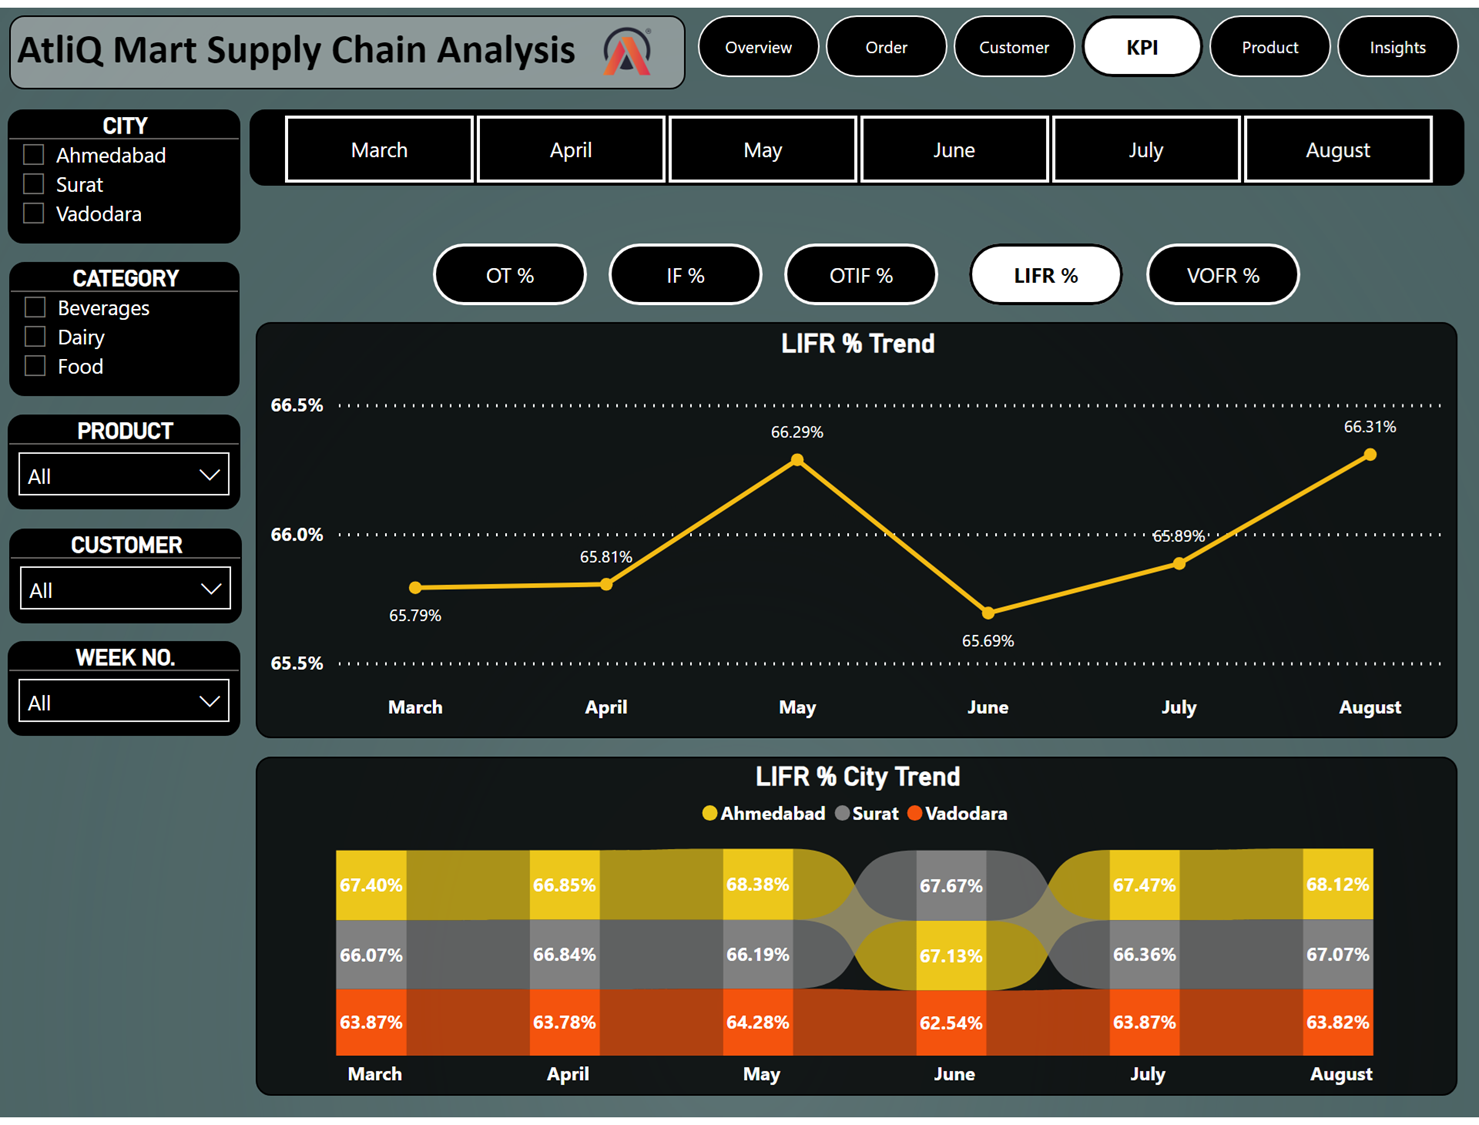 AtliQ Mart Supply Chain Analysis
Overview
Order
Customer
KPI
Product
Insights
CITY
Ahmedabad
Surat
Vadodara
CATEGORY
Beverages
Dairy
Food
PRODUCT
All
CUSTOMER
All
WEEK NO.
All
March
April
May
June
July
August
OT %
IF %
OTIF %
LIFR %
VOFR %
LIFR % Trend
66.5%
66.0%
65.5%
65.79%
65.81%
66.29%
65.69%
65.89%
66.31%
March
April
May
June
July
August
LIFR % City Trend
Ahmedabad
Surat
Vadodara
67.40%
66.85%
68.38%
67.67%
67.47%
68.12%
66.07%
66.84%
66.19%
67.13%
66.36%
67.07%
63.87%
63.78%
64.28%
62.54%
63.87%
63.82%
March
April
May
June
July
August